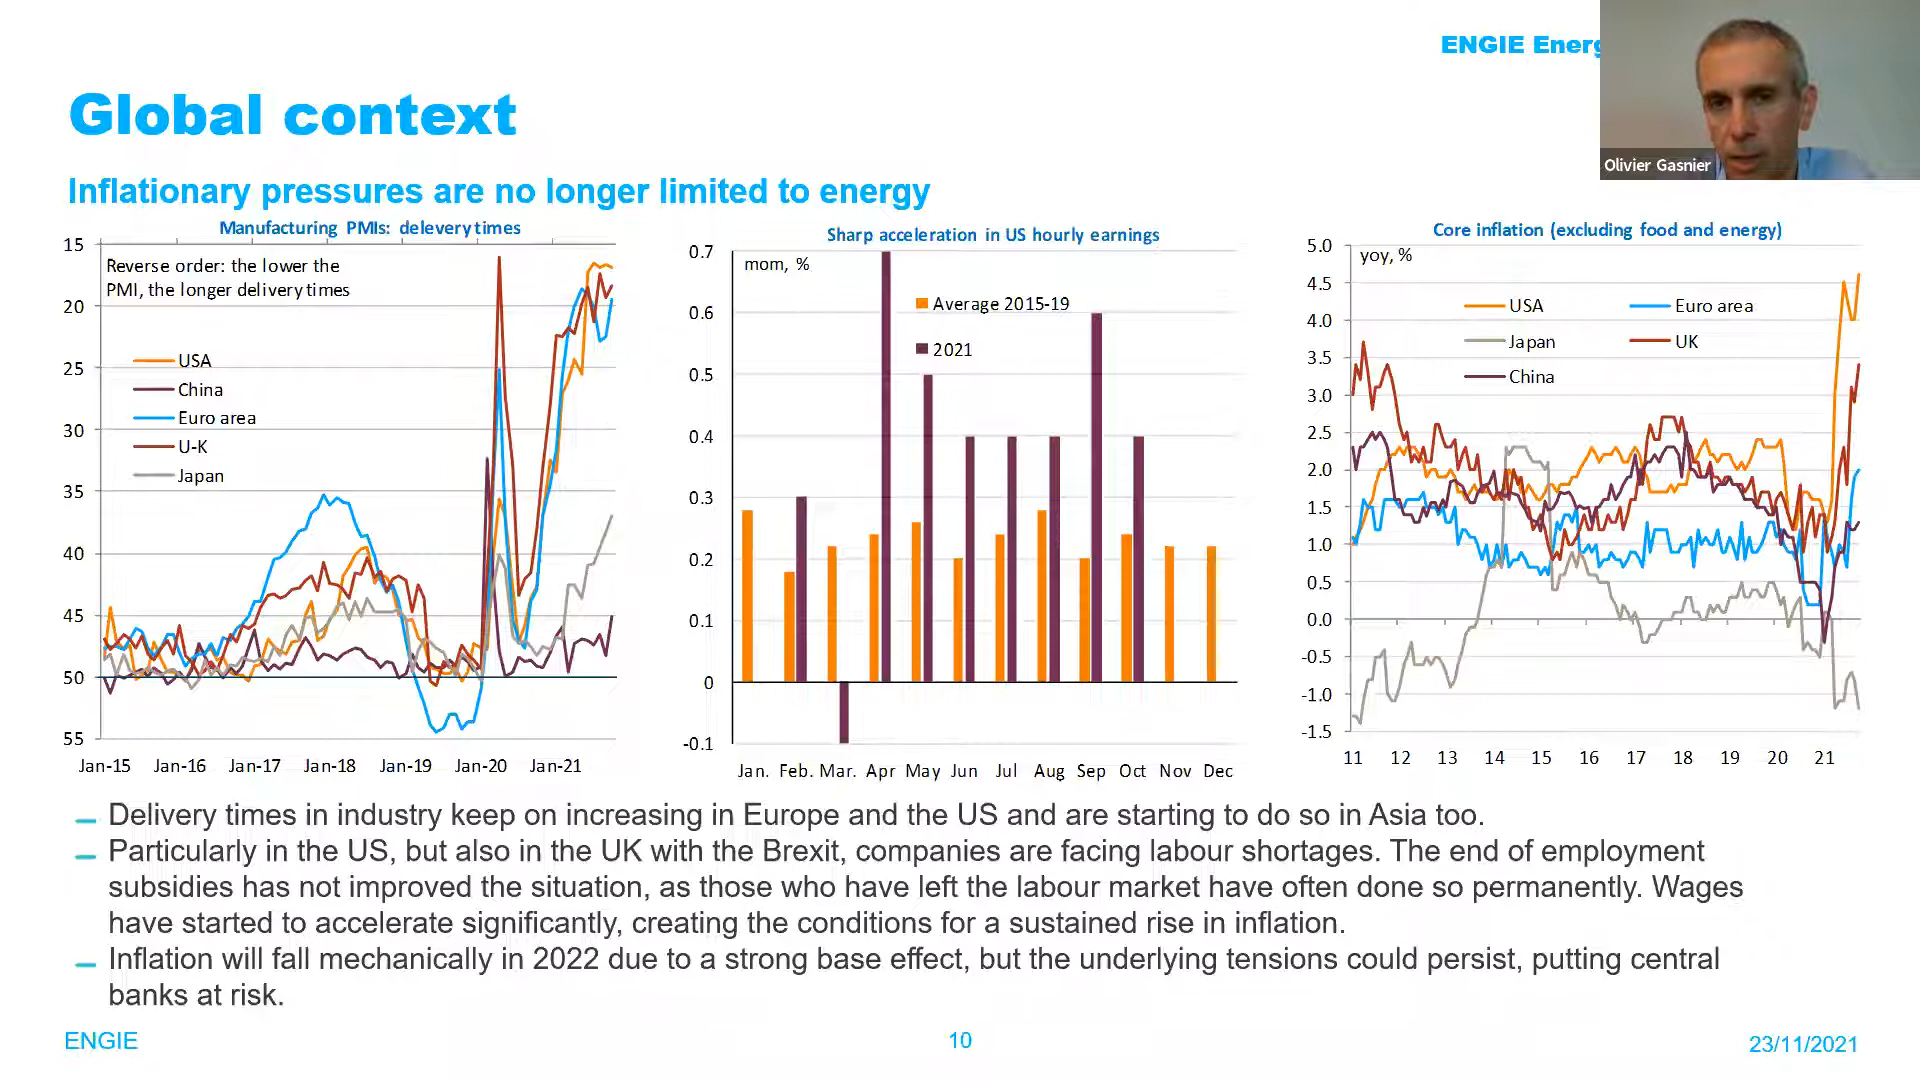 ENGIE Energ
Olivier Gasnier
Global context
Inflationary pressures are no longer limited to energy
Manufacturing PMIs: delevery times
Reverse order: the lower the
PMI, the longer delivery times
15
20
25
30
35
40
45
50
55
USA
China
Euro area
U-K
Japan
Jan-15 Jan-16 Jan-17 Jan-18 Jan-19 Jan-20 Jan-21
Sharp acceleration in US hourly earnings
mom, %
0.7
0.6
0.5
0.4
0.3
0.2
0.1
0
-0.1
Average 2015-19
2021
Jan. Feb. Mar. Apr May Jun Jul Aug Sep Oct Nov Dec
Core inflation (excluding food and energy)
yoy, %
5.0
4.5
4.0
3.5
3.0
2.5
2.0
1.5
1.0
0.5
0.0
-0.5
-1.0
-1.5
USA Euro area
Japan UK
China
11 12 13 14 15 16 17 18 19 20 21
Delivery times in industry keep on increasing in Europe and the US and are starting to do so in Asia too.
Particularly in the US, but also in the UK with the Brexit, companies are facing labour shortages. The end of employment
subsidies has not improved the situation, as those who have left the labour market have often done so permanently. Wages
have started to accelerate significantly, creating the conditions for a sustained rise in inflation.
Inflation will fall mechanically in 2022 due to a strong base effect, but the underlying tensions could persist, putting central
banks at risk.
ENGIE
10
23/11/2021